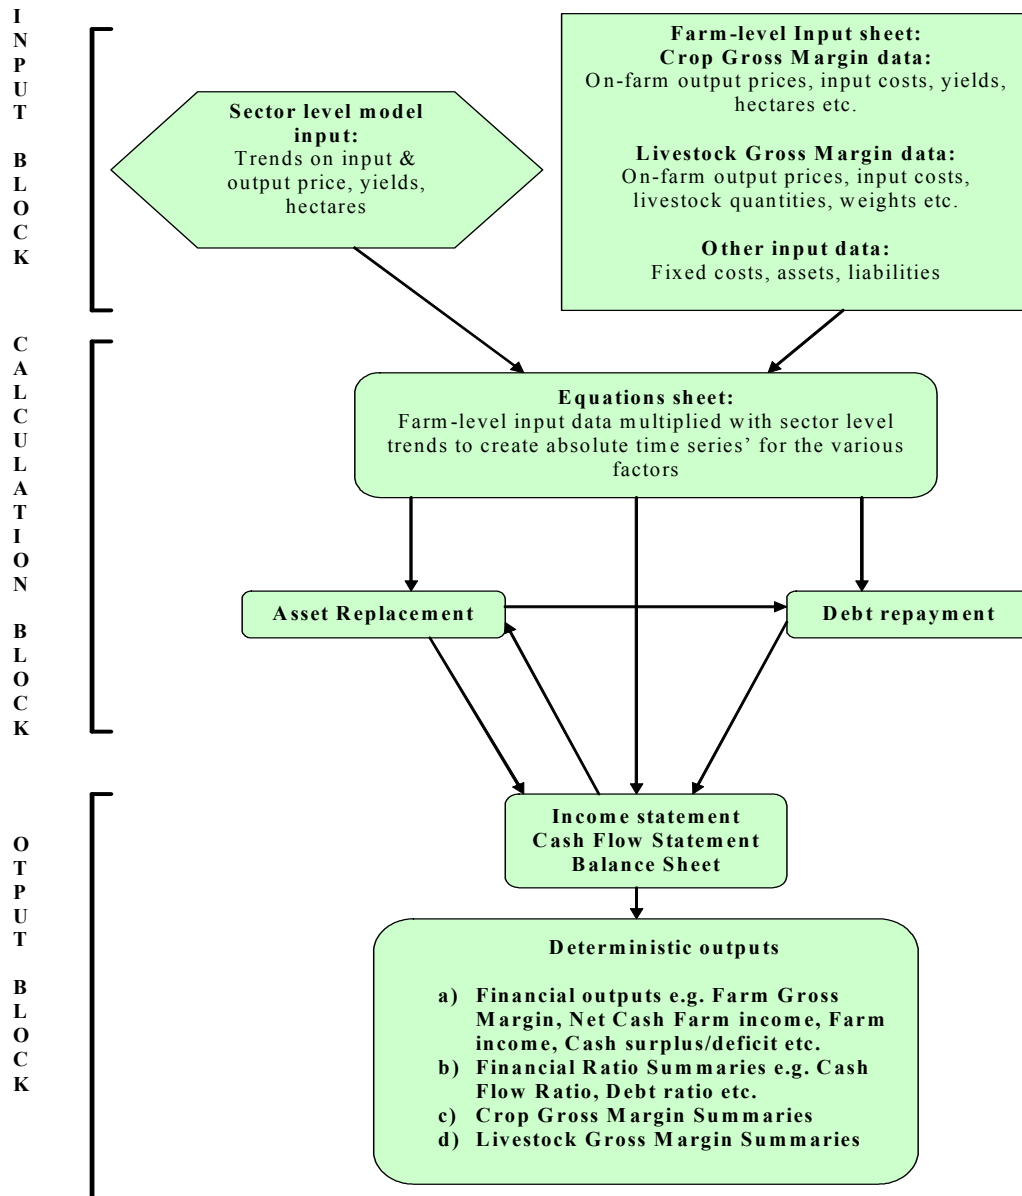 INPUT BLOCK
Sector level model
input:
Trends on input &
output price, yields,
hectares
Farm-level Input sheet:
Crop Gross Margin data:
On-farm output prices, input costs, yields,
hectares etc.
Livestock Gross Margin data:
On-farm output prices, input costs,
livestock quantities, weights etc.
Other input data:
Fixed costs, assets, liabilities
CALCULATION BLOCK
Equations sheet:
Farm-level input data multiplied with sector level
trends to create absolute time series’ for the various
factors
Asset Replacement
Debt repayment
OTPUT BLOCK
Income statement
Cash Flow Statement
Balance Sheet
Deterministic outputs
a) Financial outputs e.g. Farm Gross
Margin, Net Cash Farm income, Farm
income, Cash surplus/deficit etc.
b) Financial Ratio Summaries e.g. Cash
Flow Ratio, Debt ratio etc.
c) Crop Gross Margin Summaries
d) Livestock Gross Margin Summaries